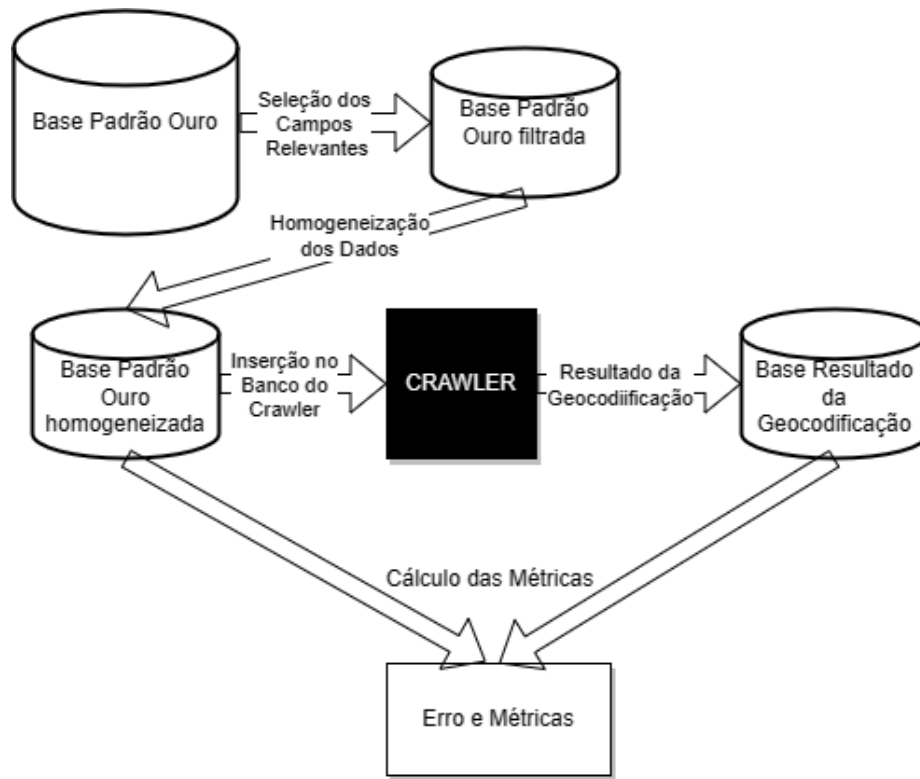 Base Padrão Ouro
Seleção dos
Campos
Relevantes
Base Padrão
Ouro filtrada
Homogeneização
dos Dados
Base Padrão
Ouro
homogeneizada
Inserção no
Banco do
Crawler
CRAWLER
Resultado da
Geocodiificação
Base Resultado
da
Geocodificação
Cálculo das Métricas
Erro e Métricas